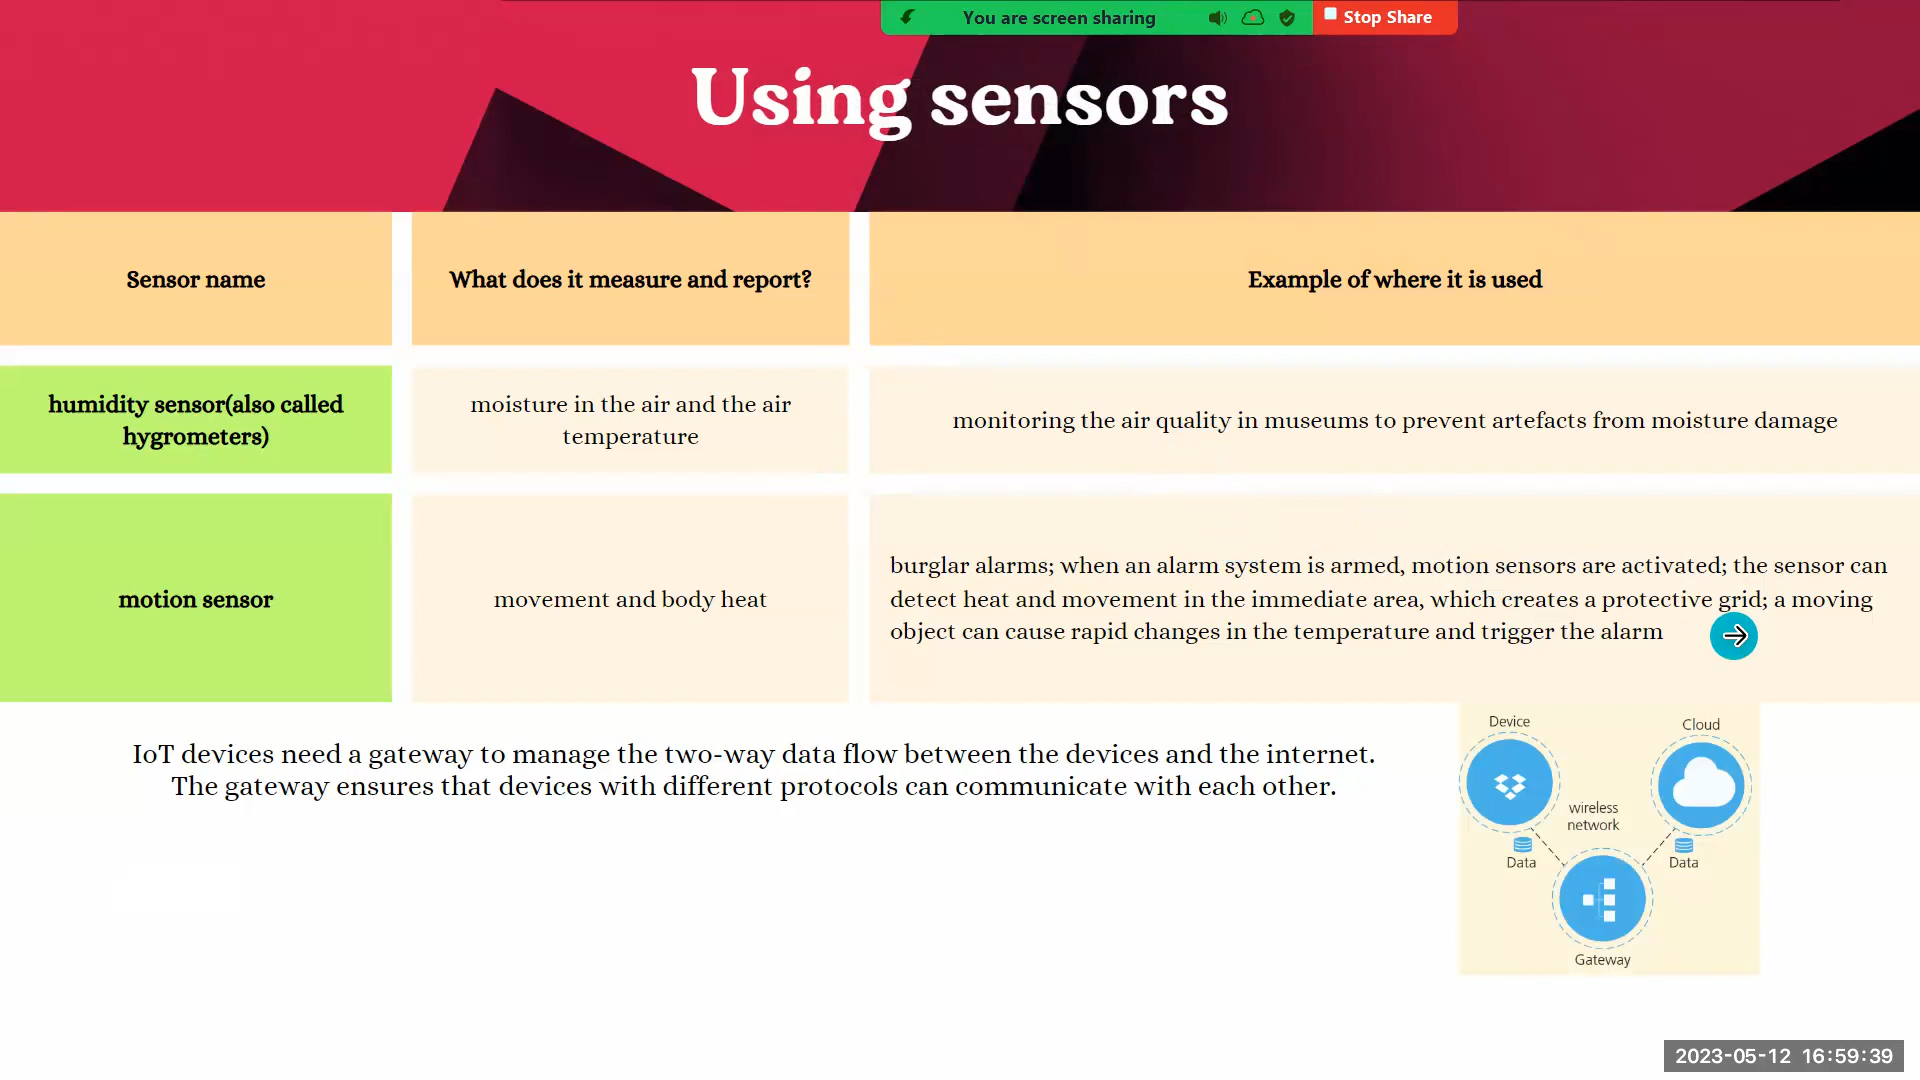 You are screen sharing
Stop Share
Using sensors
Sensor name
What does it measure and report?
Example of where it is used
humidity sensor(also called
hygrometers)
moisture in the air and the air
temperature
monitoring the air quality in museums to prevent artefacts from moisture damage
motion sensor
movement and body heat
burglar alarms; when an alarm system is armed, motion sensors are activated; the sensor can
detect heat and movement in the immediate area, which creates a protective grid; a moving
object can cause rapid changes in the temperature and trigger the alarm
IoT devices need a gateway to manage the two-way data flow between the devices and the internet.
The gateway ensures that devices with different protocols can communicate with each other.
Device
Cloud
wireless
network
Data
Data
Gateway
2023-05-12 16:59:39